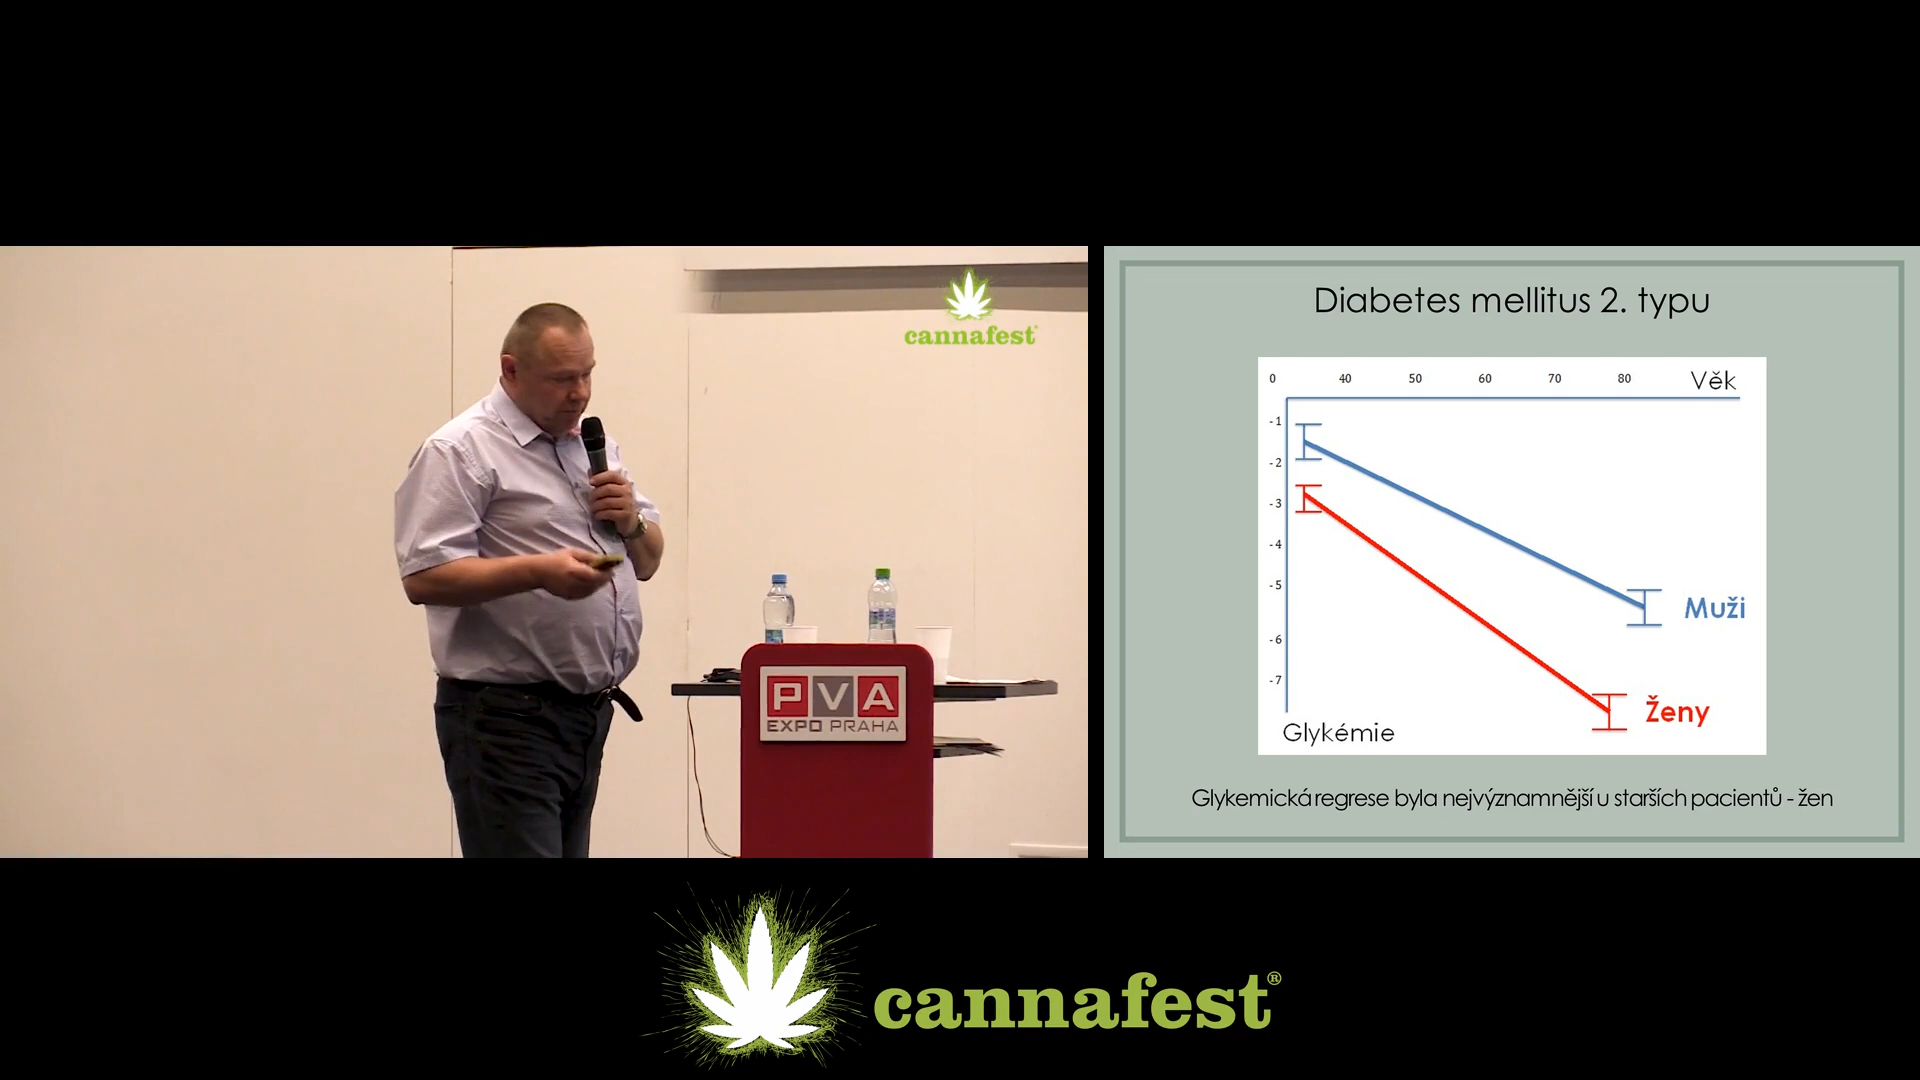 cannafest
PVA
EXPO PRAHA
Diabetes mellitus 2. typu
0 40 50 60 70 80 Věk
-1
-2
-3
-4
-5
-6
-7
Muži
Ženy
Glykémie
Glykemická regrese byla nejvýznamnější u starších pacientů - žen
cannafest®